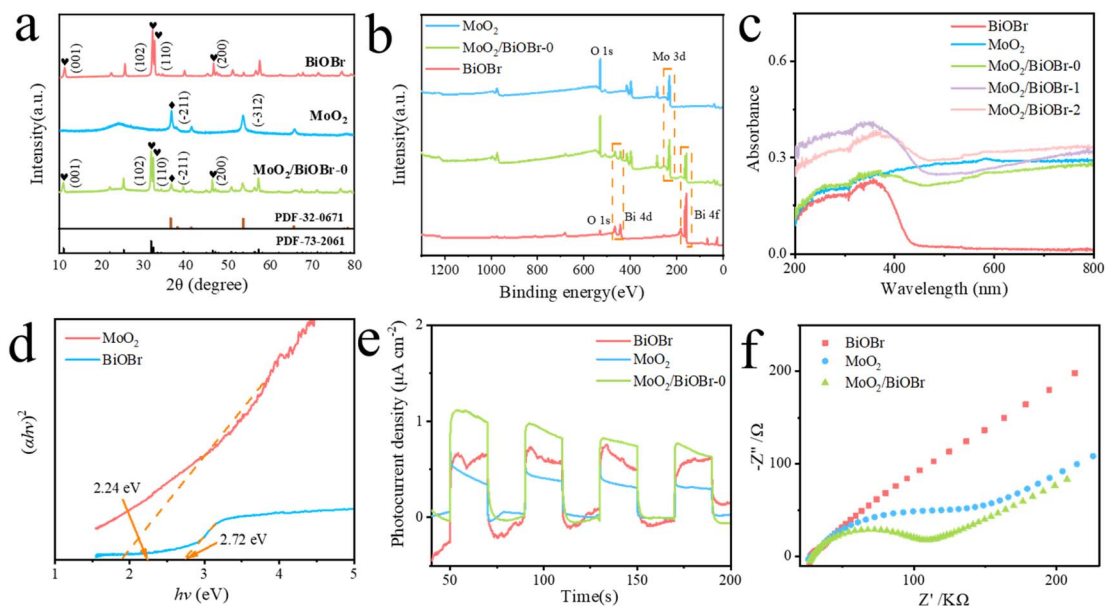 a
Intensity(a.u.)
(001)
(102)
(110)
(200)
BiOBr
(-211)
(-312)
MoO₂
(001)
(102)
(110)
(-211)
(200)
MoO₂/BiOBr-0
PDF-32-0671
PDF-73-2061
10 20 30 40 50 60 70 80
2θ (degree)
b
Intensity(a.u.)
MoO₂
MoO₂/BiOBr-0
BiOBr
O 1s
Mo 3d
O 1s
Bi 4d
Bi 4f
1200 1000 800 600 400 200 0
Binding energy(eV)
c
Absorbance
0.6
0.3
0.0
BiOBr
MoO₂
MoO₂/BiOBr-0
MoO₂/BiOBr-1
MoO₂/BiOBr-2
200 400 600 800
Wavelength (nm)
d
(αhv)²
MoO₂
BiOBr
2.24 eV
2.72 eV
1 2 3 4 5
hv (eV)
e
Photocurrent density (μA cm⁻²)
2
1
0
BiOBr
MoO₂
MoO₂/BiOBr-0
50 100 150 200
Time(s)
f
-Z''/Ω
200
100
0
BiOBr
MoO₂
MoO₂/BiOBr
50 100 150 200
Z' /KΩ